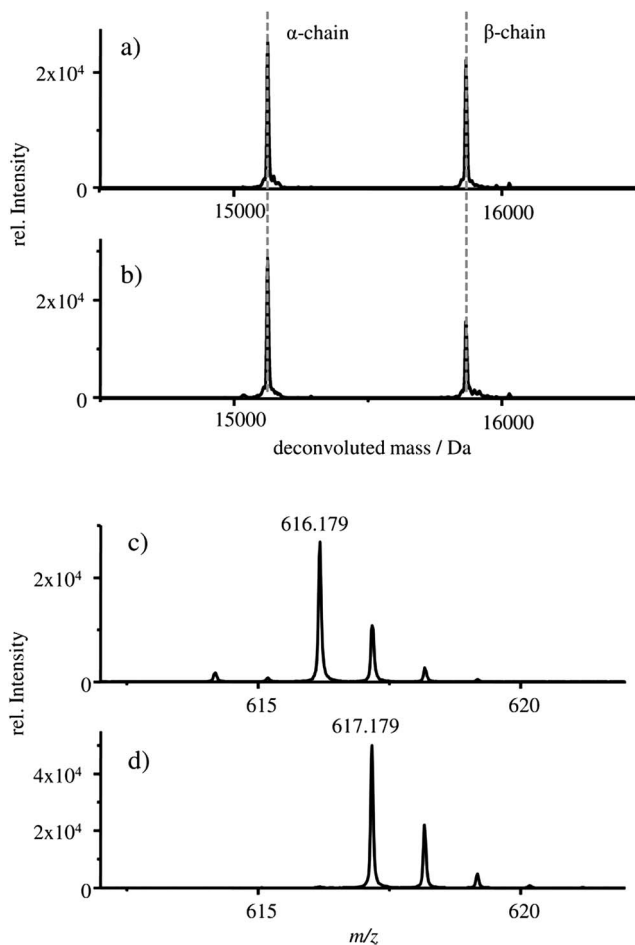 α-chain
β-chain
a)
2x10⁴
0
15000
16000
b)
2x10⁴
0
15000
16000
rel. Intensity
deconvoluted mass / Da
616.179
c)
2x10⁴
0
615
620
617.179
d)
4x10⁴
2x10⁴
0
615
620
rel. Intensity
m/z